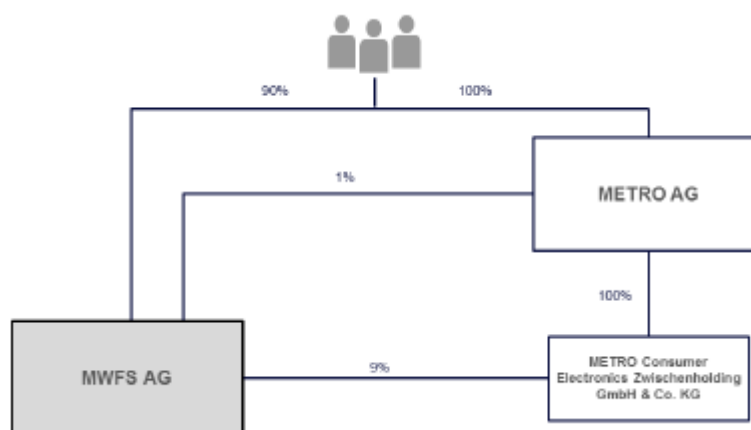 90%
100%
1%
METRO AG
100%
METRO Consumer
Electronics Zwischenholding
GmbH & Co. KG
MWFS AG
9%